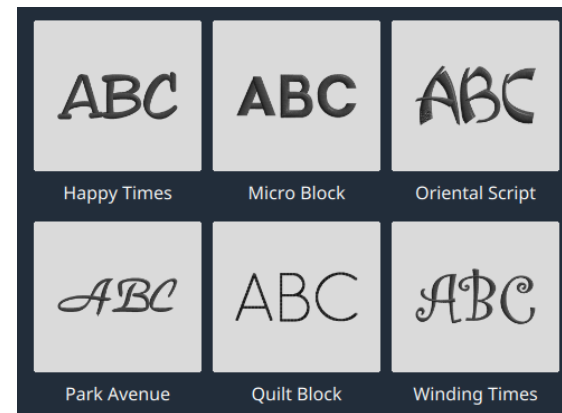 ABC ABC ABC
Happy Times Micro Block Oriental Script
ABC ABC ABC
Park Avenue Quilt Block Winding Times